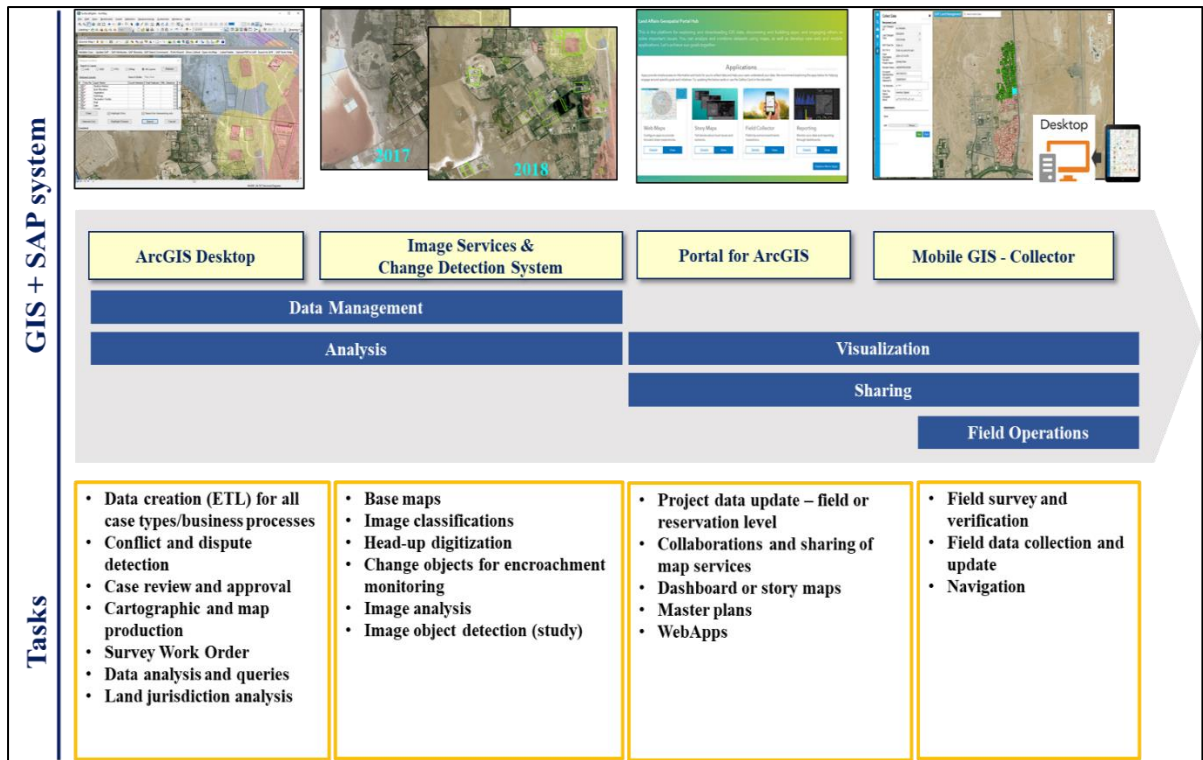 GIS + SAP system
2017
2018
Land Affairs Geospatial Portal Hub
Applications
Web Maps
Story Maps
Field Collector
Reporting
Desktop
ArcGIS Desktop
Image Services &
Change Detection System
Portal for ArcGIS
Mobile GIS - Collector
Data Management
Analysis
Visualization
Sharing
Field Operations
Tasks
• Data creation (ETL) for all
case types/business processes
• Conflict and dispute
detection
• Case review and approval
• Cartographic and map
production
• Survey Work Order
• Data analysis and queries
• Land jurisdiction analysis
• Base maps
• Image classifications
• Head-up digitization
• Change objects for encroachment
monitoring
• Image analysis
• Image object detection (study)
• Project data update – field or
reservation level
• Collaborations and sharing of
map services
• Dashboard or story maps
• Master plans
• WebApps
• Field survey and
verification
• Field data collection and
update
• Navigation